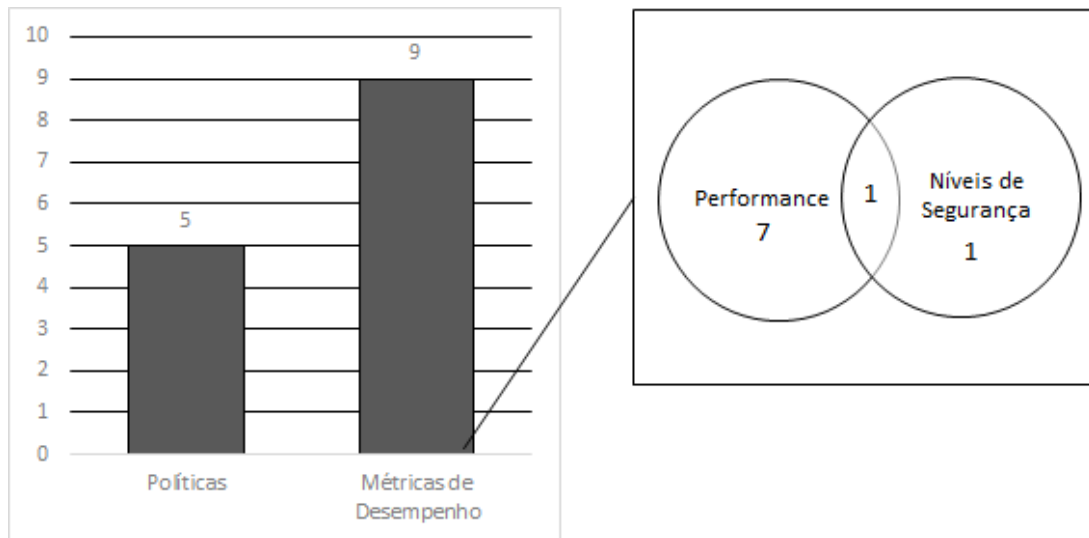 10
9
8
7
6
5
4
3
2
1
0
5
9
Políticas
Métricas de
Desempenho
Performance
7
1
Níveis de
Segurança
1